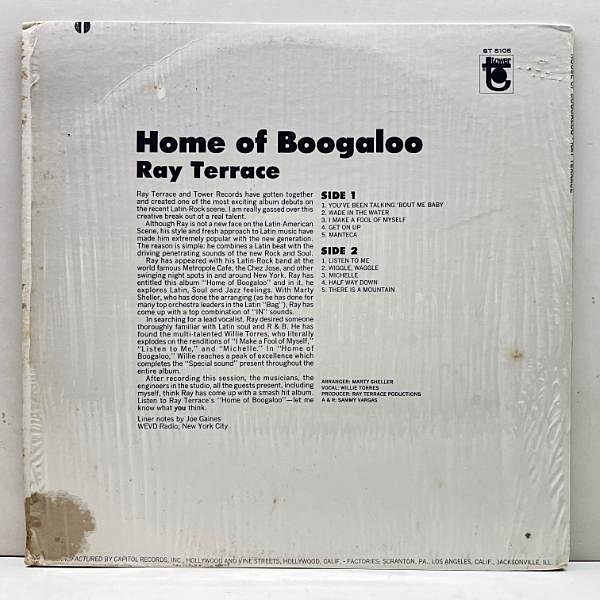 ST 5106
tower
Home of Boogaloo
Ray Terrace
Ray Terrace and Tower Records have gotten together
and created one of the most exciting album debuts on
the recent Latin-Rock scene. I am really gassed over this
creative break out of a real talent.
Although Ray is not a new face on the Latin-American
Scene, his style and fresh approach to Latin music have
made him extremely popular with the new generation.
The reason is simple: he combines a Latin beat with the
driving penetrating sounds of the new Rock and Soul.
Ray has appeared with his Latin-Rock band at the
world famous Metropole Cafe, the Chez Jose, and other
swinging night spots in and around New York. Ray has
entitled this album “Home of Boogaloo” and in it, he
explores Latin, Soul and Jazz feelings. With Marty
Sheller, who has done the arranging (as he has done for
many top orchestra leaders in the Latin “Bag”), Ray has
come up with a top combination of “IN” sounds.
In searching for a lead vocalist, Ray desired someone
thoroughly familiar with Latin soul and R & B. He has
found the multi-talented Willie Torres, who literally
explodes on the renditions of “I Make a Fool of Myself,”
“Listen to Me,” and “Michelle.” In “Home of
Boogaloo,” Willie reaches a peak of excellence which
completes the “Special sound” present throughout the
entire album.
After recording this session, the musicians, the
engineers in the studio, all the guests present, including
myself, think Ray has come up with a smash hit album.
Listen to Ray Terrace's “Home of Boogaloo”—let me
know what you think.
Liner notes by Joe Gaines
WEVD Radio, New York City
SIDE 1
1. YOU'VE BEEN TALKING 'BOUT ME BABY
2. WADE IN THE WATER
3. I MAKE A FOOL OF MYSELF
4. GET ON UP
5. MANTECA
SIDE 2
1. LISTEN TO ME
2. WIGGLE, WAGGLE
3. MICHELLE
4. HALF WAY DOWN
5. THERE IS A MOUNTAIN
ARRANGER: MARTY SHELLER
VOCAL: WILLIE TORRES
PRODUCER: RAY TERRACE PODUCTIONS
A & R: SAMMY VARGAS
BY CAPITOL RECORDS, INC., HOLLYWOOD AND VINE STREETS, HOLLYWOOD, CALIF. • FACTORIES: SCRANTON, PA., LOS ANGELES, CALIF., JACKSONVILLE, ILL.